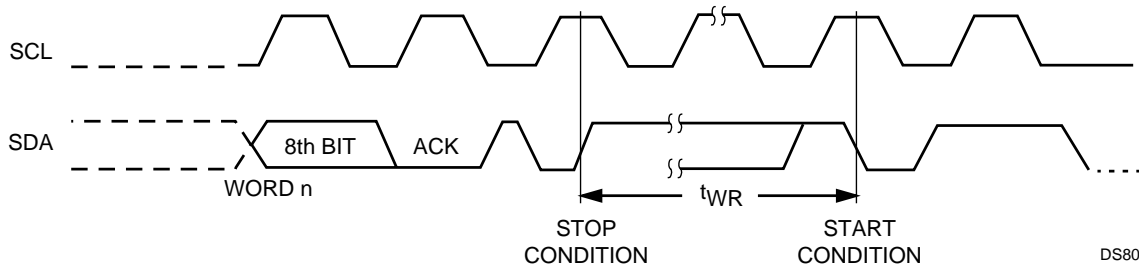 SCL
SDA
8th BIT
ACK
WORD n
tWR
STOP
CONDITION
START
CONDITION
DS80